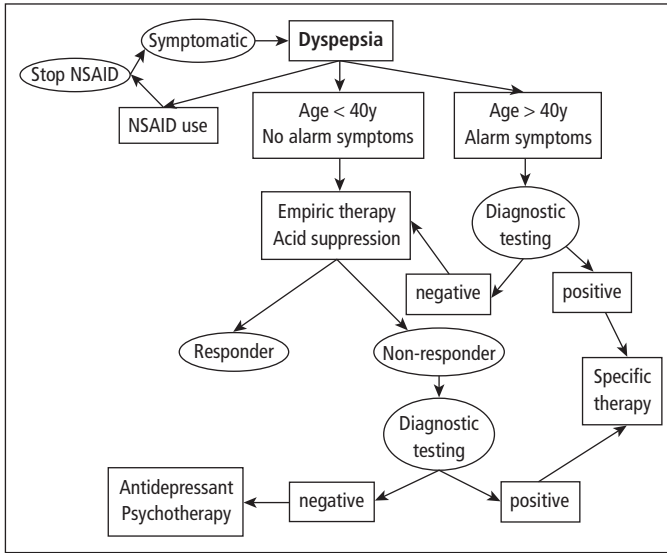 Symptomatic
Dyspepsia
Stop NSAID
NSAID use
Age < 40y
No alarm symptoms
Age > 40y
Alarm symptoms
Empiric therapy
Acid suppression
Diagnostic
testing
negative
positive
Responder
Non-responder
Specific
therapy
Diagnostic
testing
Antidepressant
Psychotherapy
negative
positive